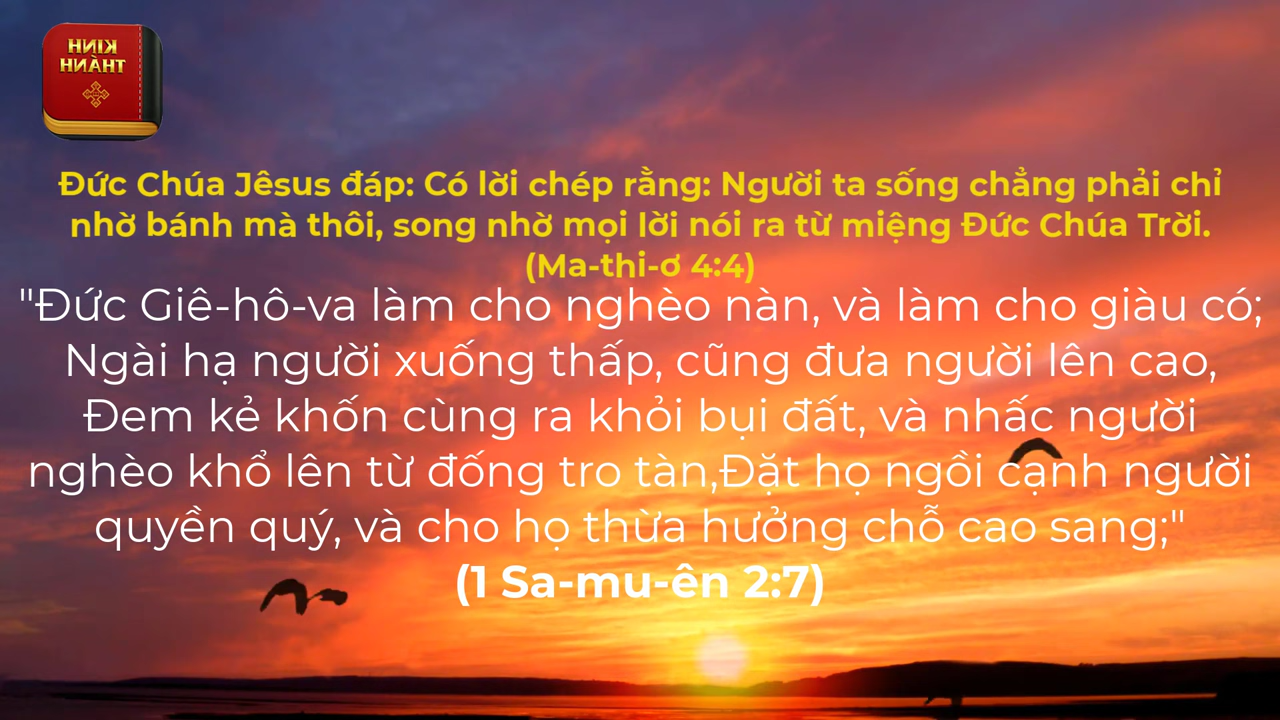 KINH
THÁNH
Đức Chúa Jêsus đáp: Có lời chép rằng: Người ta sống chẳng phải chỉ
nhờ bánh mà thôi, song nhờ mọi lời nói ra từ miệng Đức Chúa Trời.
(Ma-thi-ơ 4:4)
"Đức Giê-hô-va làm cho nghèo nàn, và làm cho giàu có;
Ngài hạ người xuống thấp, cũng đưa người lên cao,
Đem kẻ khốn cùng ra khỏi bụi đất, và nhấc người
nghèo khổ lên từ đống tro tàn,Đặt họ ngồi cạnh người
quyền quý, và cho họ thừa hưởng chỗ cao sang;"
(1 Sa-mu-ên 2:7)